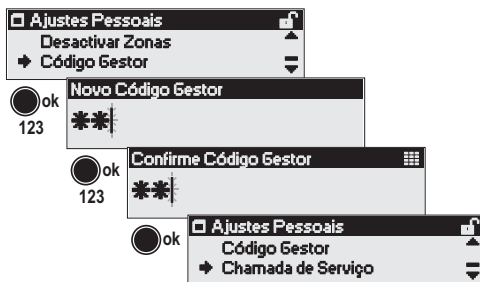 Ajustes Pessoais
Desactivar Zonas
Código Gestor
ok
123
Novo Código Gestor
**
ok
123
Confirme Código Gestor
**
ok
Ajustes Pessoais
Código Gestor
Chamada de Serviço